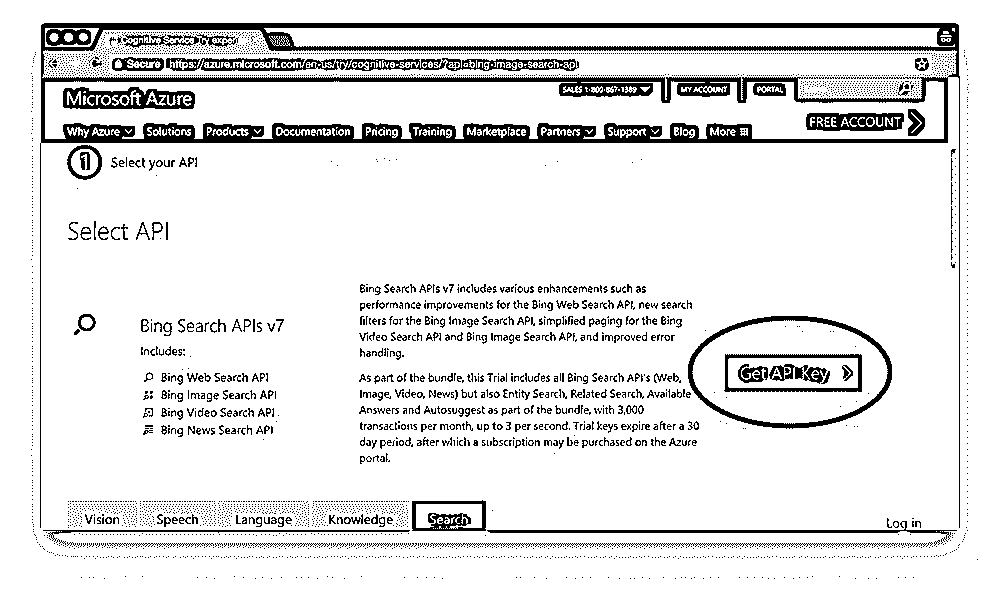 Cognitive Service Try experi
Secure https://azure.microsoft.com/en-us/try/cognitive-services/?api=bing-image-search-api
Microsoft Azure
SALES 1-800-867-1389 MY ACCOUNT PORTAL
Why Azure Solutions Products Documentation Pricing Training Marketplace Partners Support Blog More
FREE ACCOUNT
1 Select your API
Select API
Bing Search APIs v7
Includes:
Bing Web Search API
Bing Image Search API
Bing Video Search API
Bing News Search API
Bing Search APIs v7 includes various enhancements such as
performance improvements for the Bing Web Search API, new search
filters for the Bing Image Search API, simplified paging for the Bing
Video Search API and Bing Image Search API, and improved error
handling.
As part of the bundle, this Trial includes all Bing Search API's (Web,
Image, Video, News) but also Entity Search, Related Search, Available
Answers and Autosuggest as part of the bundle, with 3,000
transactions per month, up to 3 per second. Trial keys expire after a 30
day period, after which a subscription may be purchased on the Azure
portal.
Get API Key
Vision Speech Language Knowledge Search
Log in